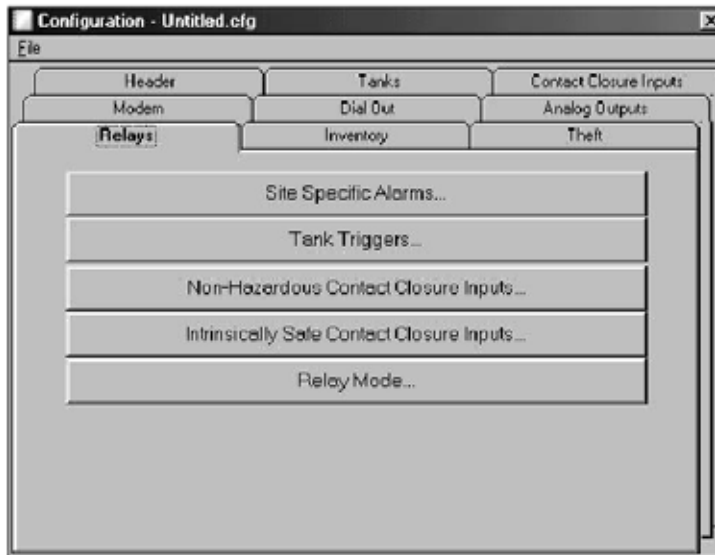 Configuration - Untitled.cfg
File
Header Tanks Contact Closure Inputs
Modem Dial Out Analog Outputs
Relays Inventory Theft
Site Specific Alarms...
Tank Triggers...
Non-Hazardous Contact Closure Inputs...
Intrinsically Safe Contact Closure Inputs...
Relay Mode...